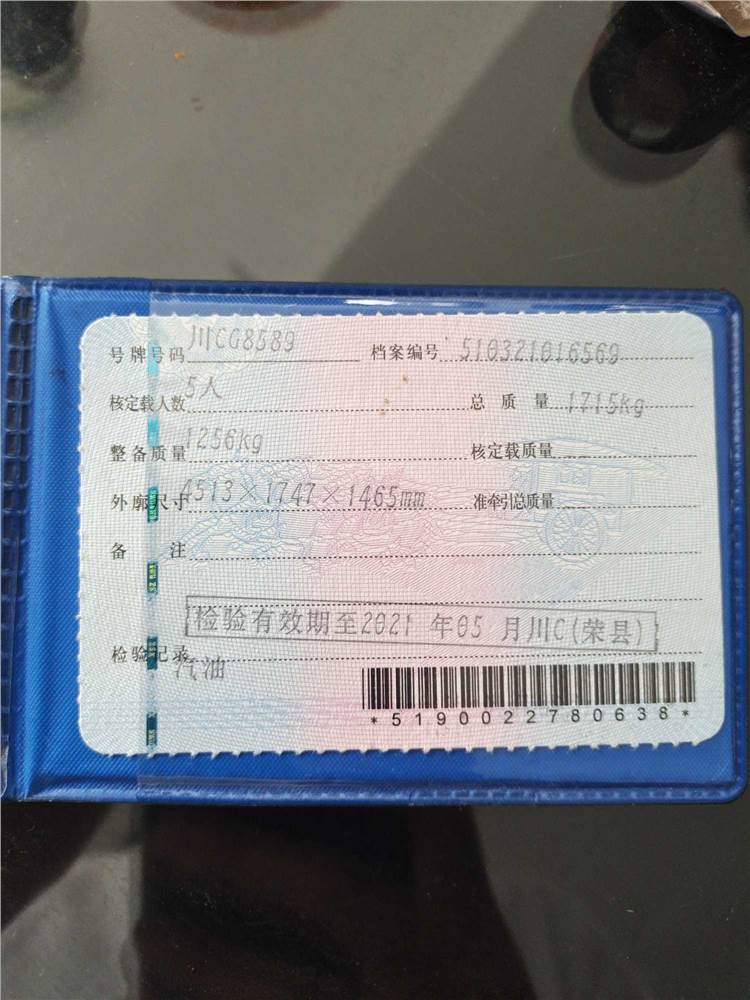 号牌号码 川CG8589 档案编号 510321016569
核定载人数 5人 总质量 1715kg
整备质量 1256kg 核定载质量
外廓尺寸 4513×1747×1465mm 准牵引总质量
备注
检验有效期至2021年05月川C(荣县)
检验记录
汽油
*5190022780638*